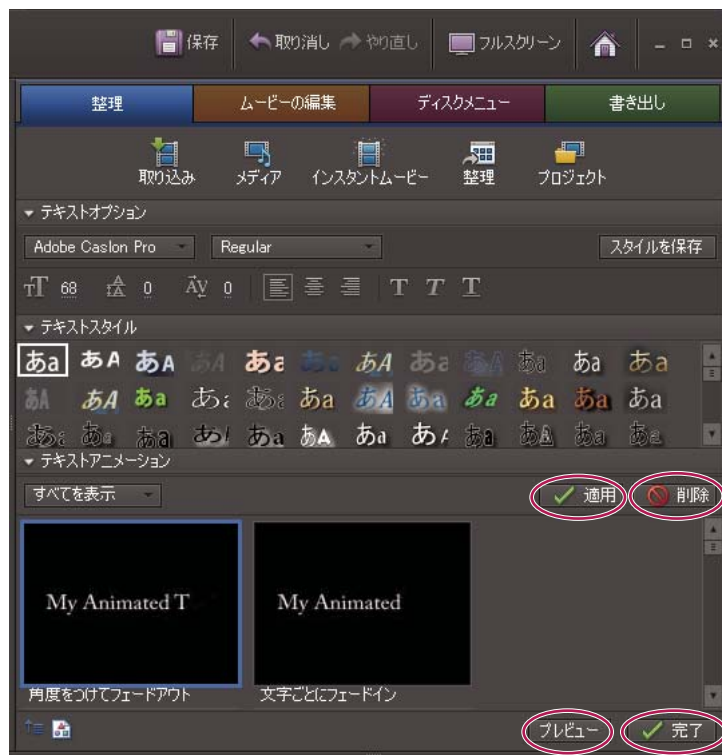 保存 取り消し やり直し フルスクリーン
整理 ムービーの編集 ディスクメニュー 書き出し
取り込み メディア インスタントムービー 整理 プロジェクト
テキストオプション
Adobe Caslon Pro Regular スタイルを保存
68 0 0 T T T
テキストスタイル
あa あA あA あA あa あa あA あa あA あa あa あa
あA あA あa あa あa あa あA あa あa あa あa あa
あa あa あa あ あa あA あa あ あa あA あa あa
テキストアニメーション
すべてを表示 適用 削除
My Animated T My Animated
角度をつけてフェードアウト 文字ごとにフェードイン
プレビュー 完了